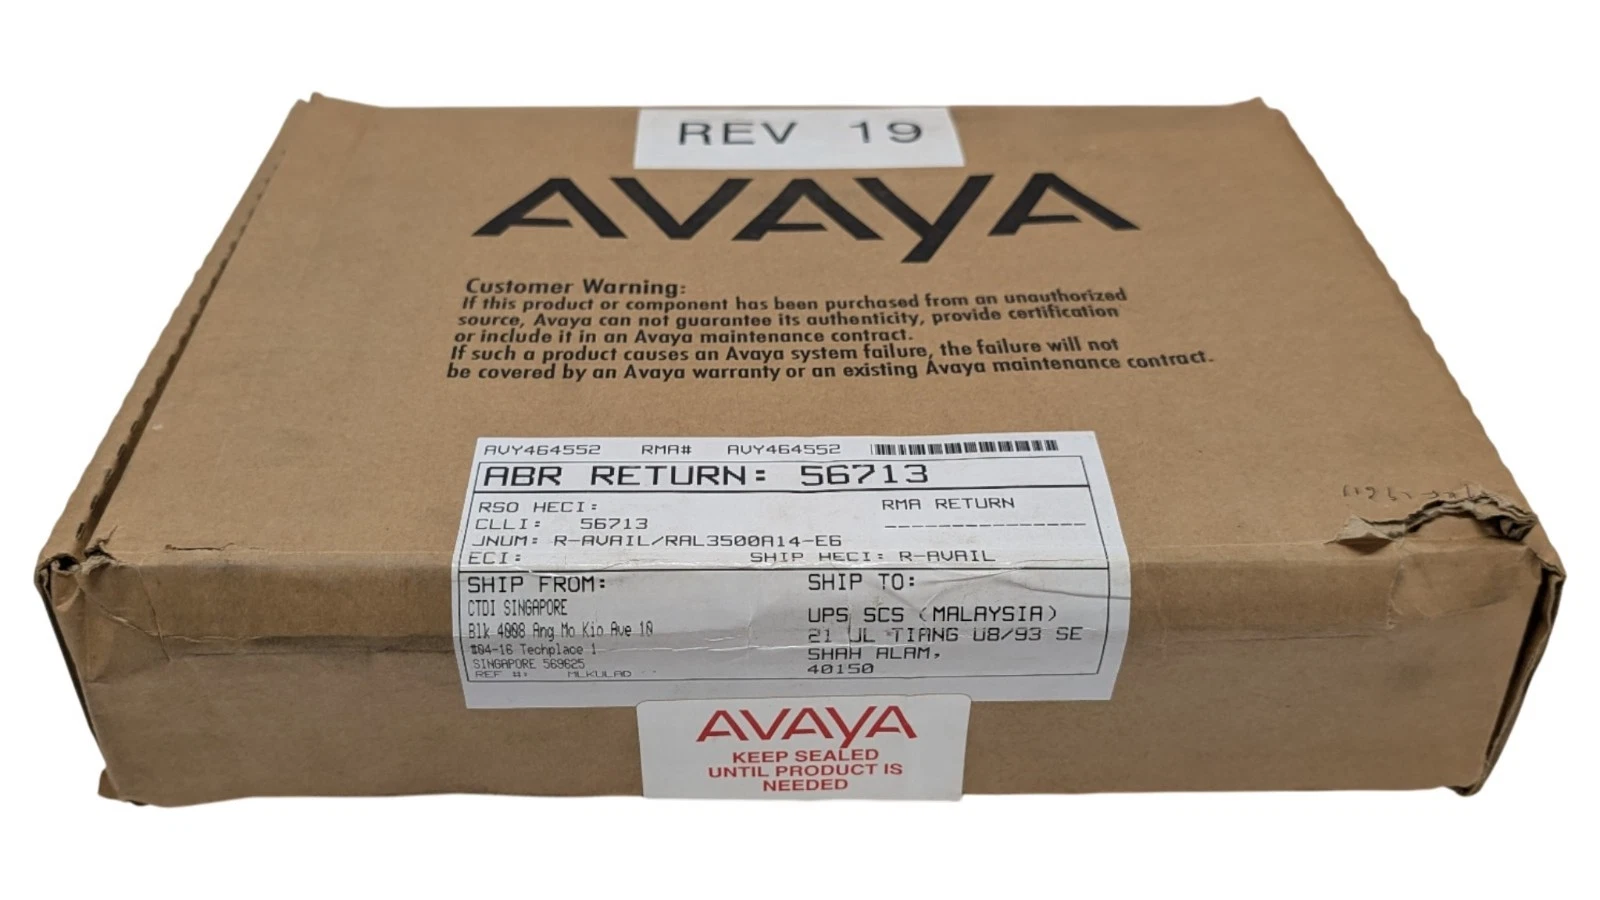 REV 19
AVAYA
Customer Warning:
If this product or component has been purchased from an unauthorized
source, Avaya can not guarantee its authenticity, provide certification
or include it in an Avaya maintenance contract.
If such a product causes an Avaya system failure, the failure will not
be covered by an Avaya warranty or an existing Avaya maintenance contract.
AVY464552 RMA# AVY464552
ABR RETURN: 56713
RSO HECI: RMA RETURN
CLLI: 56713
JNUM: R-AVAIL/RAL3500A14-E6
ECI: SHIP HECI: R-AVAIL
SHIP FROM: SHIP TO:
CTDI SINGAPORE
UPS SCS (MALAYSIA)
Blk 4008 Ang Mo Kio Ave 10
21 JL TIANG U8/93 SE
#04-16 Techplace 1
SHAH ALAM,
SINGAPORE 569625
40150
REF #: MLKULAD
AVAYA
KEEP SEALED
UNTIL PRODUCT IS
NEEDED